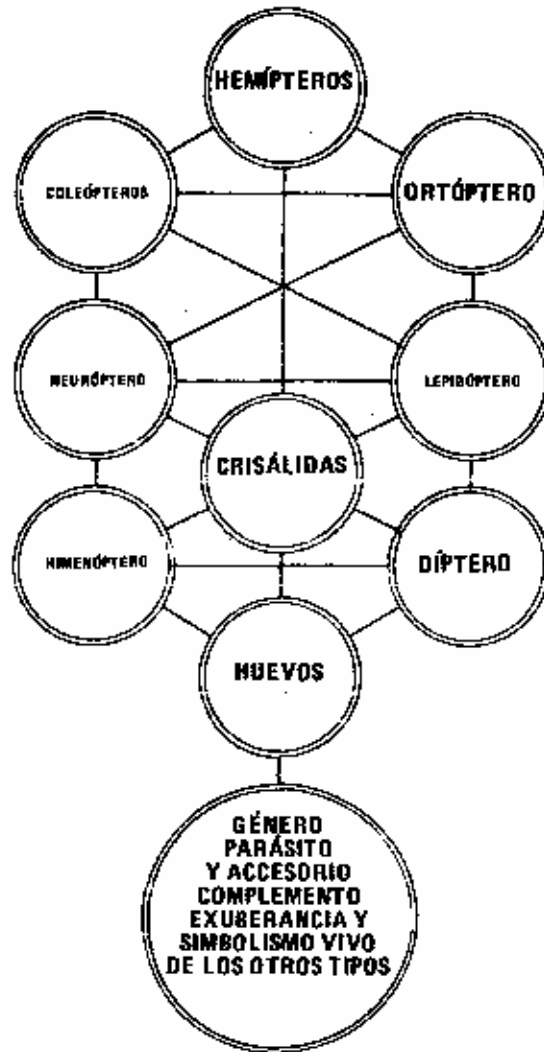 HEMÍPTEROS
COLEÓPTEROS
ORTÓPTERO
NEURÓPTERO
LEPIDÓPTERO
CRISÁLIDAS
HIMENÓPTERO
DÍPTERO
HUEVOS
GÉNERO
PARÁSITO
Y ACCESORIO
COMPLEMENTO
EXUBERANCIA Y
SIMBOLISMO VIVO
DE LOS OTROS TIPOS